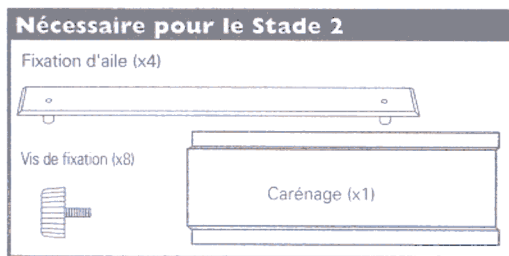 Nécessaire pour le Stade 2
Fixation d'aile (x4)
Vis de fixation (x8)
Carénage (x1)